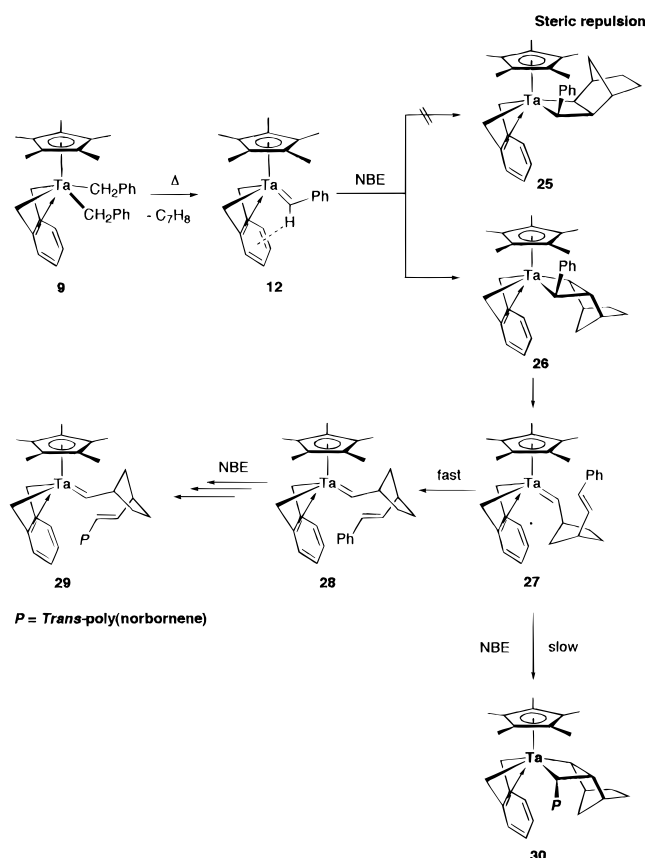 Steric repulsion
Ph
Ta
25
Ta
CH2Ph
CH2Ph
9
Δ
- C7H8
Ta
Ph
H
12
NBE
Ph
Ta
26
Ta
P
29
NBE
Ta
Ph
28
fast
Ta
Ph
27
P = Trans-poly(norbornene)
NBE slow
Ta
P
30